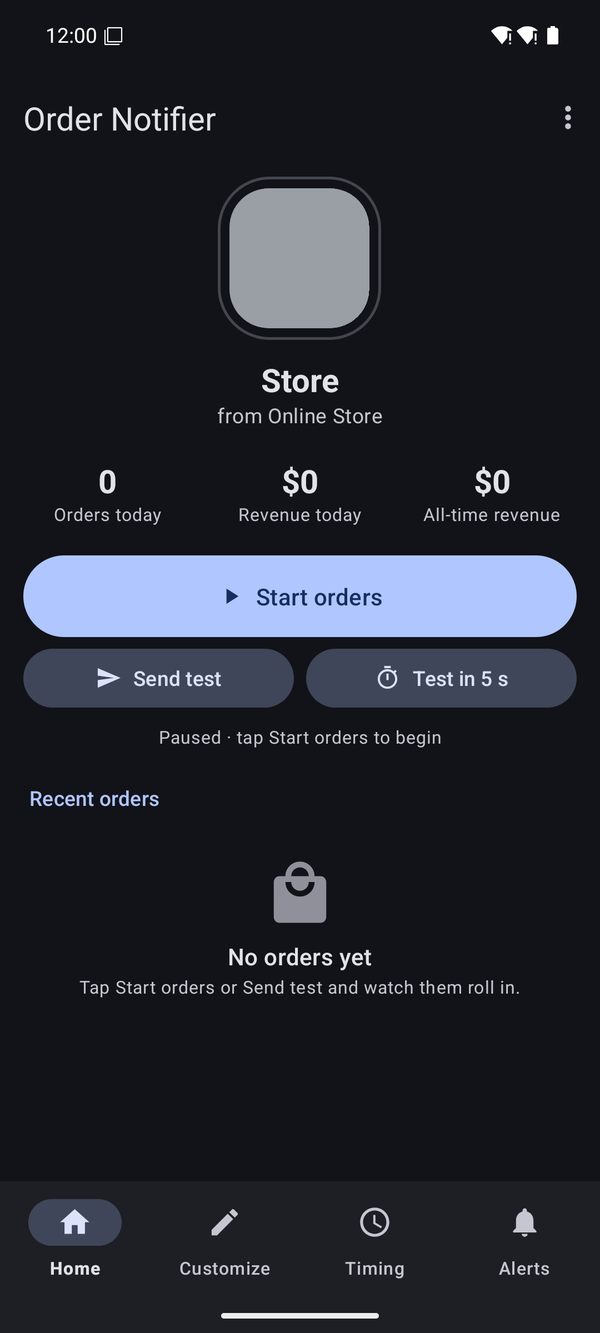 12:00
Order Notifier
Store
from Online Store
0
Orders today
$0
Revenue today
$0
All-time revenue
Start orders
Send test
Test in 5 s
Paused · tap Start orders to begin
Recent orders
No orders yet
Tap Start orders or Send test and watch them roll in.
Home
Customize
Timing
Alerts